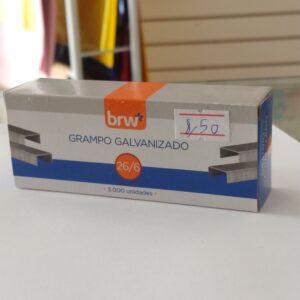 brw
8,50
GRAMPO GALVANIZADO
26/6
- 5.000 unidades -